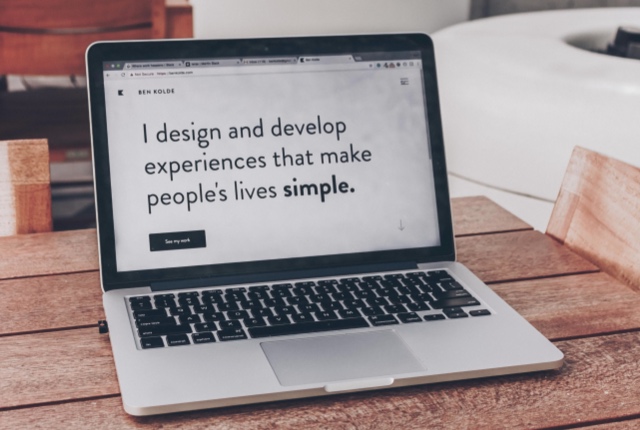 BEN KOLDE
I design and develop
experiences that make
people's lives simple.
See my work